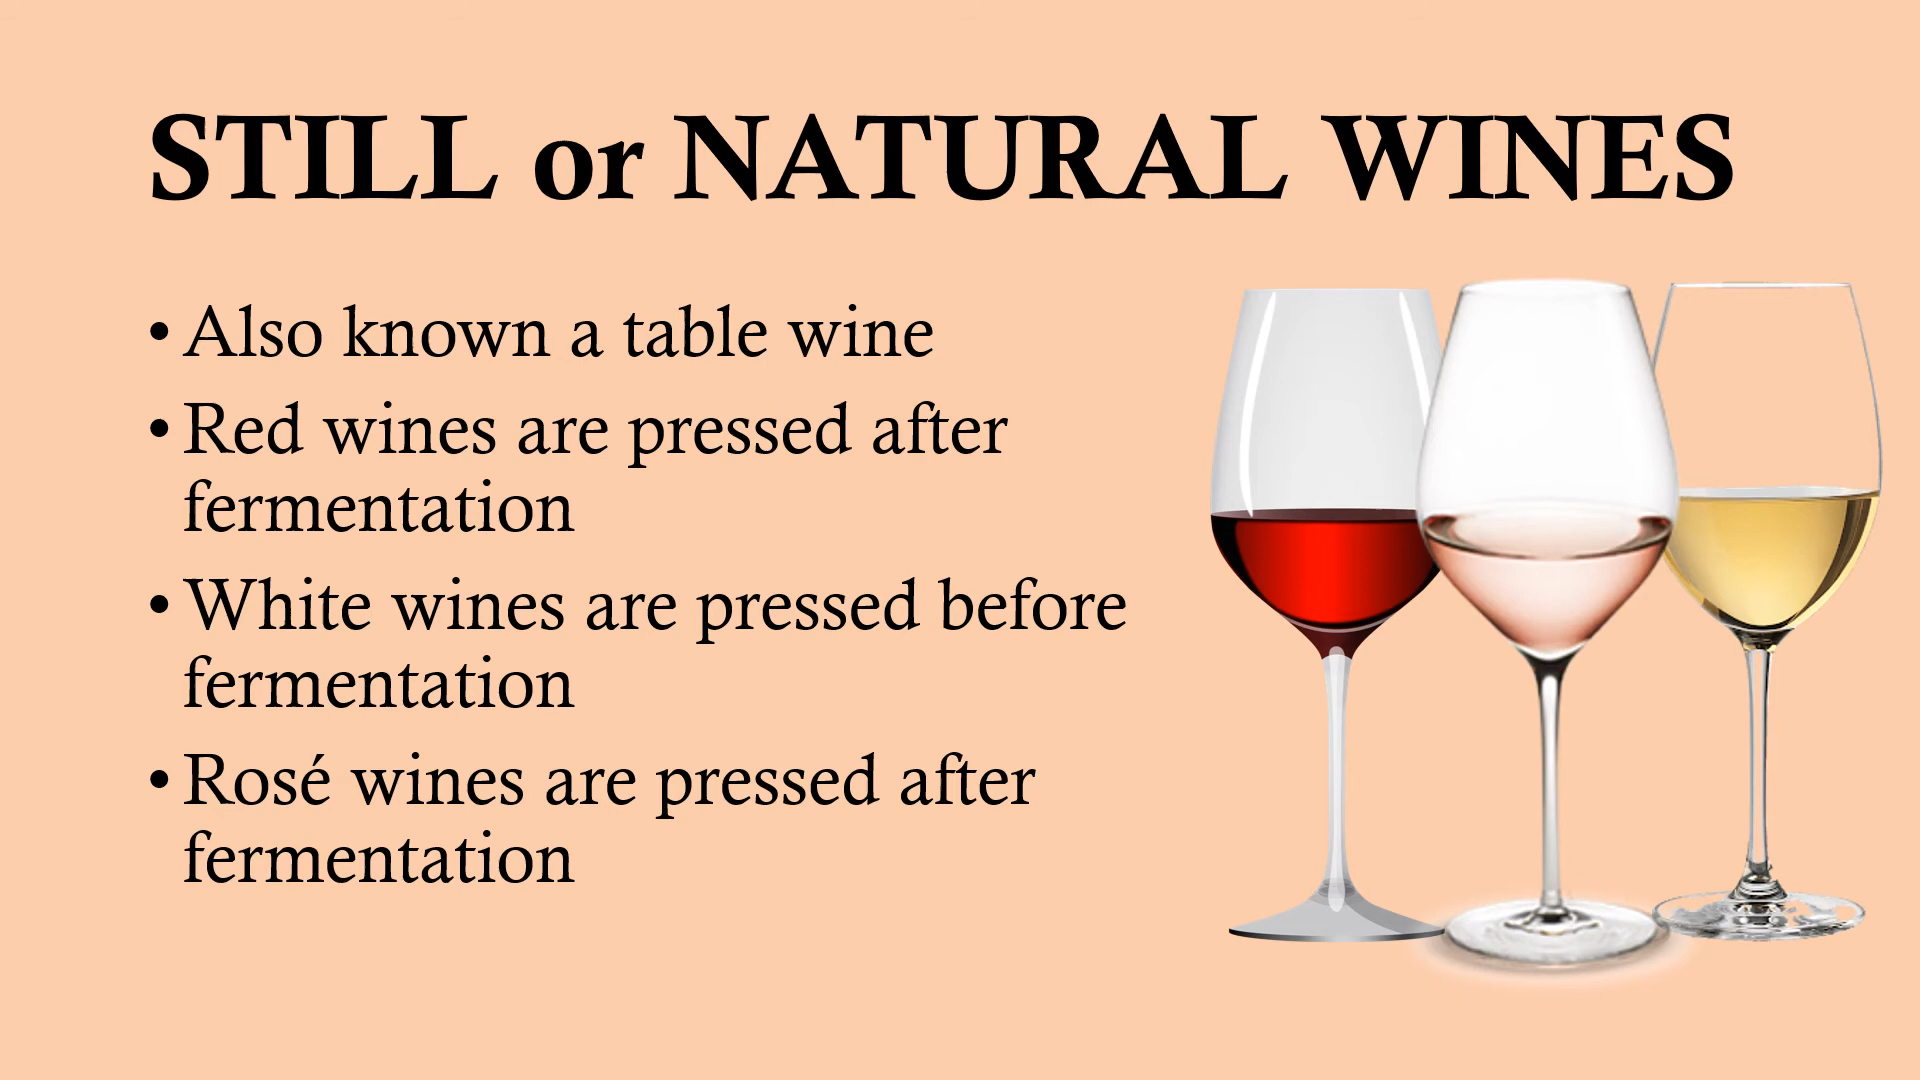 STILL or NATURAL WINES
• Also known a table wine
• Red wines are pressed after
fermentation
• White wines are pressed before
fermentation
• Rosé wines are pressed after
fermentation